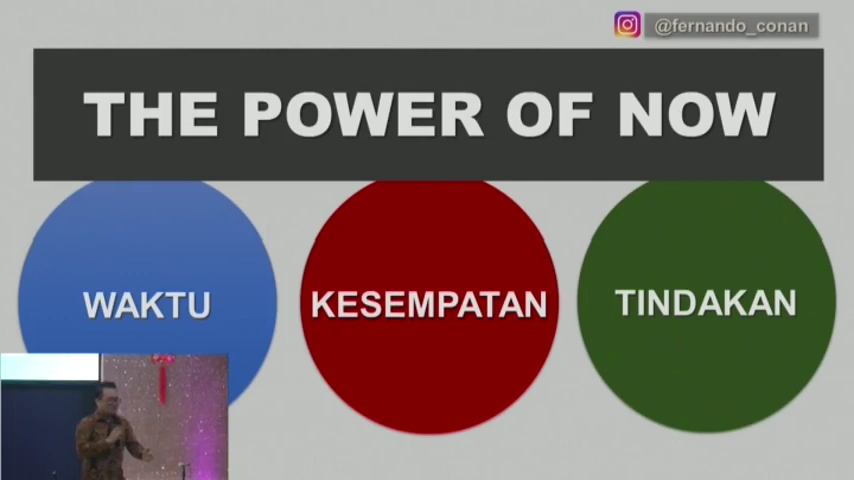 @fernando_conan
THE POWER OF NOW
WAKTU
KESEMPATAN
TINDAKAN